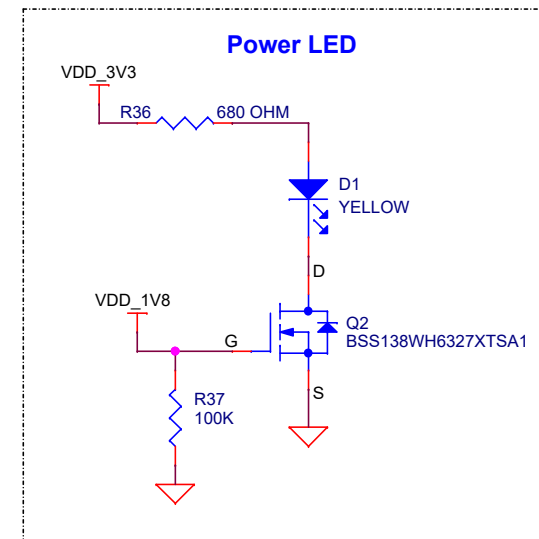 Power LED
VDD_3V3
R36 680 OHM
D1
YELLOW
D
VDD_1V8
G
Q2
BSS138WH6327XTSA1
S
R37
100K